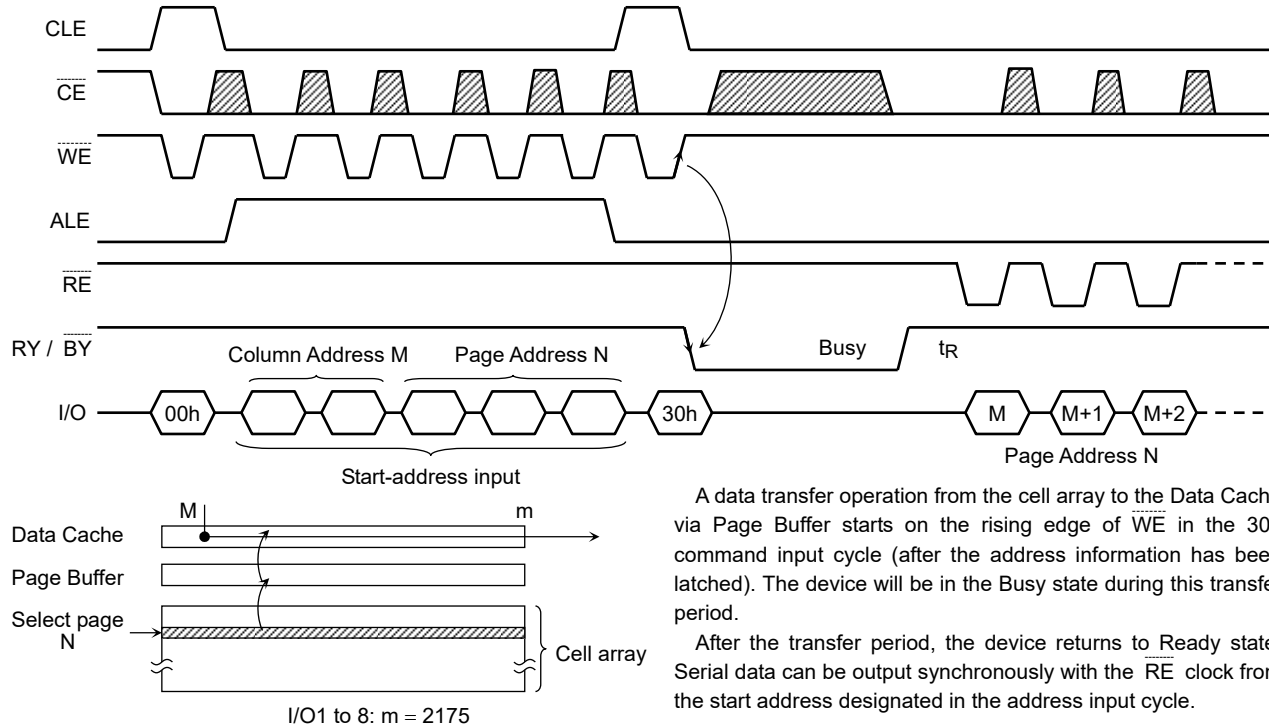 CLE
CE
WE
ALE
RE
RY / BY
Busy
tR
Column Address M
Page Address N
I/O
00h
30h
M
M+1
M+2
Start-address input
Page Address N
M
m
Data Cache
Page Buffer
Select page
N
Cell array
I/O1 to 8: m = 2175
A data transfer operation from the cell array to the Data Cach
via Page Buffer starts on the rising edge of WE in the 30
command input cycle (after the address information has bee
latched). The device will be in the Busy state during this transfe
period.
After the transfer period, the device returns to Ready state
Serial data can be output synchronously with the RE clock fron
the start address designated in the address input cycle.